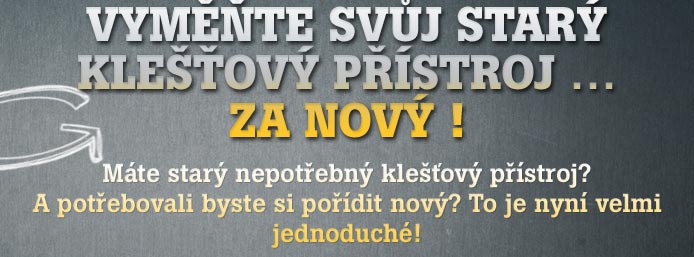 VYMĚŇTE SVŮJ STARÝ
KLEŠŤOVÝ PŘÍSTROJ ...
ZA NOVÝ !
Máte starý nepotřebný klešťový přístroj?
A potřebovali byste si pořídit nový? To je nyní velmi
jednoduché!